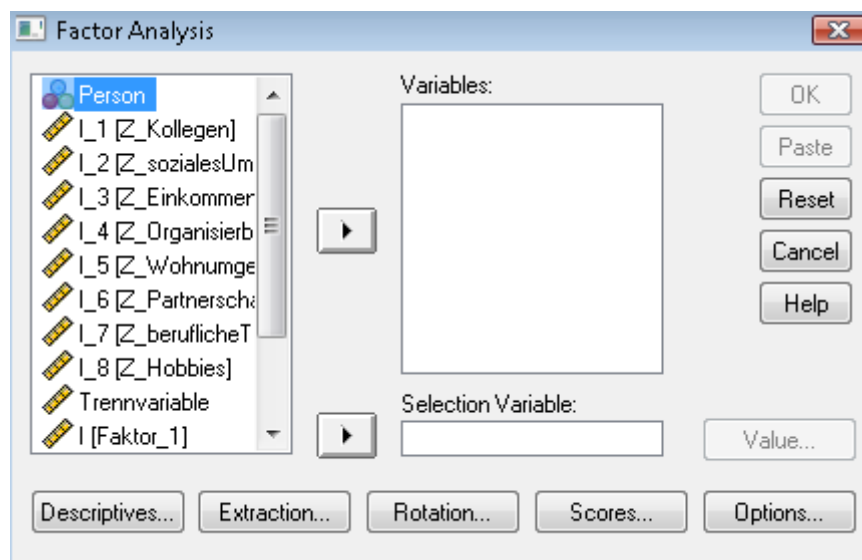 Factor Analysis
Person
I_1 [Z_Kollegen]
I_2 [Z_sozialesUm
I_3 [Z_Einkommer
I_4 [Z_Organisierb
I_5 [Z_Wohnumge
I_6 [Z_Partnerscha
I_7 [Z_beruflicheT
I_8 [Z_Hobbies]
Trennvariable
I [Faktor_1]
Variables:
Selection Variable:
OK
Paste
Reset
Cancel
Help
Value...
Descriptives... Extraction... Rotation... Scores... Options...